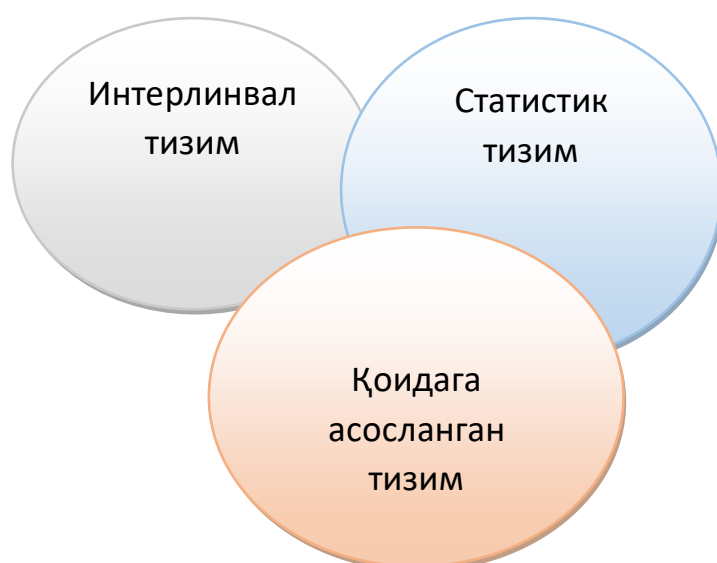 Интерлинвал
тизим
Статистик
тизим
Қоидага
асосланган
тизим